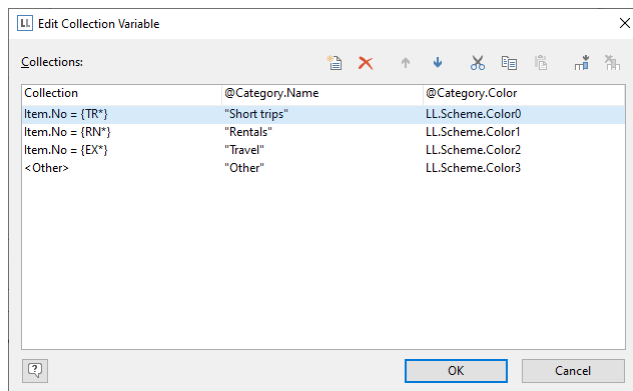 LL Edit Collection Variable
Collections:
Collection @Category.Name @Category.Color
Item.No = {TR*} "Short trips" LL.Scheme.Color0
Item.No = {RN*} "Rentals" LL.Scheme.Color1
Item.No = {EX*} "Travel" LL.Scheme.Color2
<Other> "Other" LL.Scheme.Color3
OK Cancel